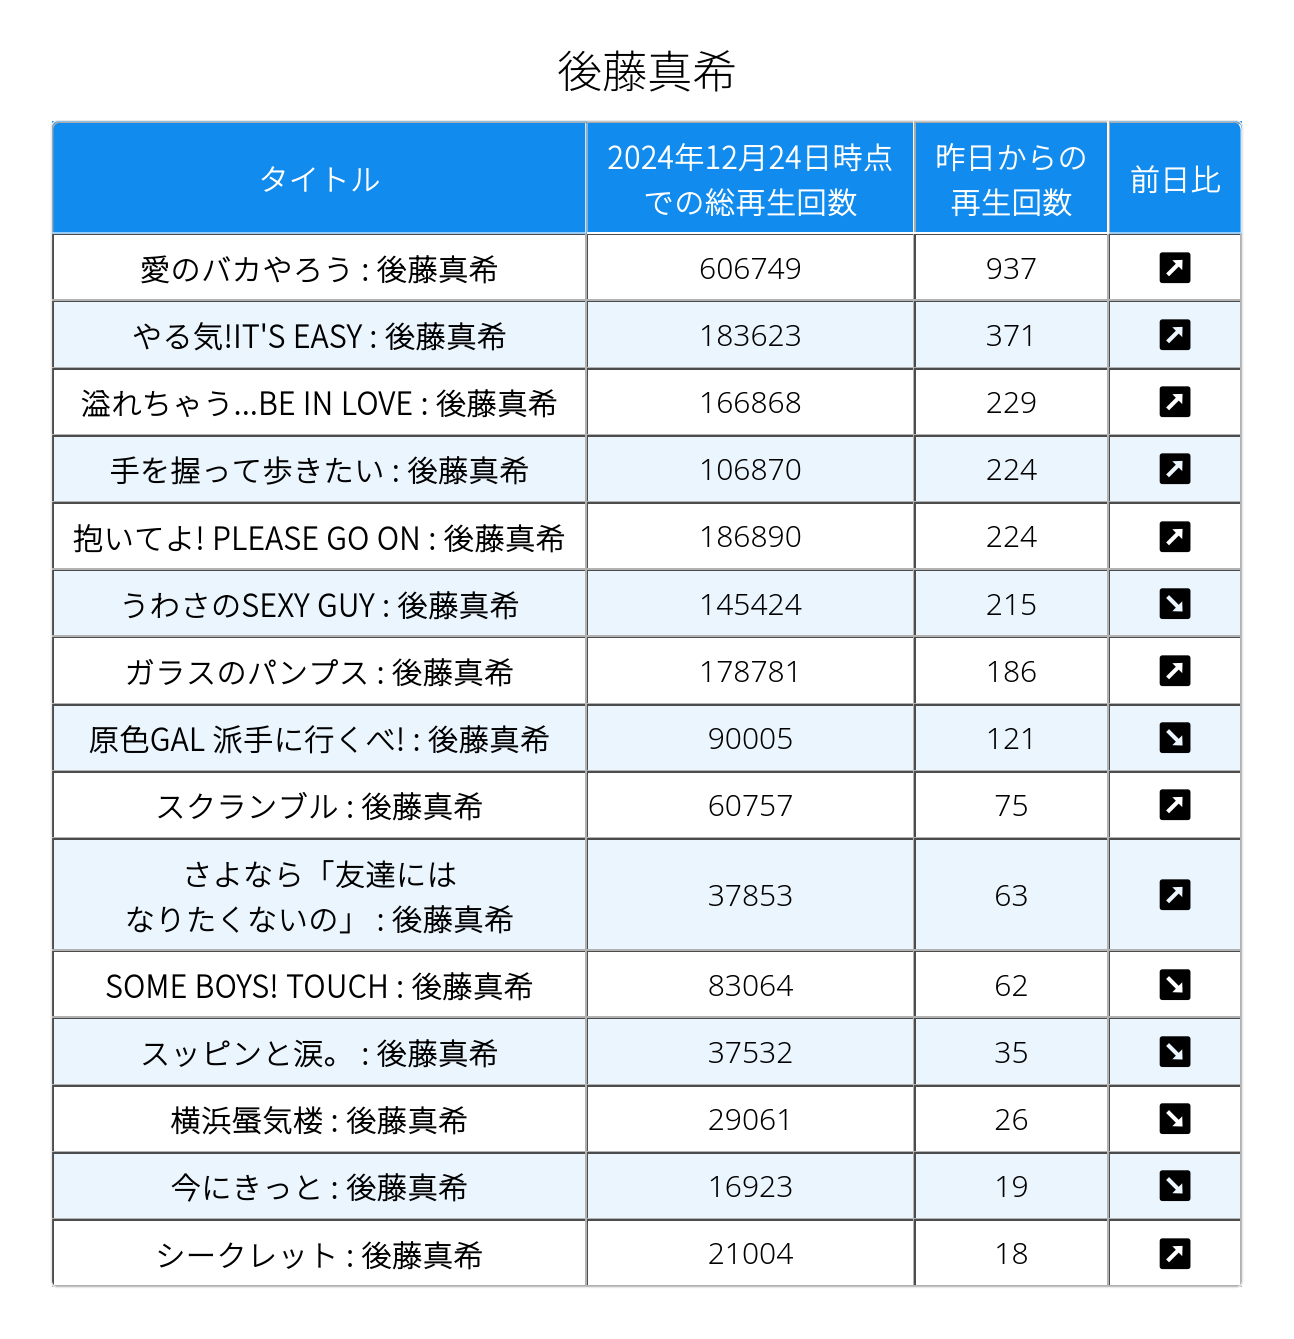 後藤真希
タイトル
2024年12月24日時点
での総再生回数
昨日からの
再生回数
前日比
愛のバカやろう : 後藤真希 606749 937
やる気!IT'S EASY : 後藤真希 183623 371
溢れちゃう...BE IN LOVE : 後藤真希 166868 229
手を握って歩きたい : 後藤真希 106870 224
抱いてよ! PLEASE GO ON : 後藤真希 186890 224
うわさのSEXY GUY : 後藤真希 145424 215
ガラスのパンプス : 後藤真希 178781 186
原色GAL 派手に行くべ! : 後藤真希 90005 121
スクランブル : 後藤真希 60757 75
さよなら「友達には
なりたくないの」 : 後藤真希 37853 63
SOME BOYS! TOUCH : 後藤真希 83064 62
スッピンと涙。 : 後藤真希 37532 35
横浜蜃気楼 : 後藤真希 29061 26
今にきっと : 後藤真希 16923 19
シークレット : 後藤真希 21004 18